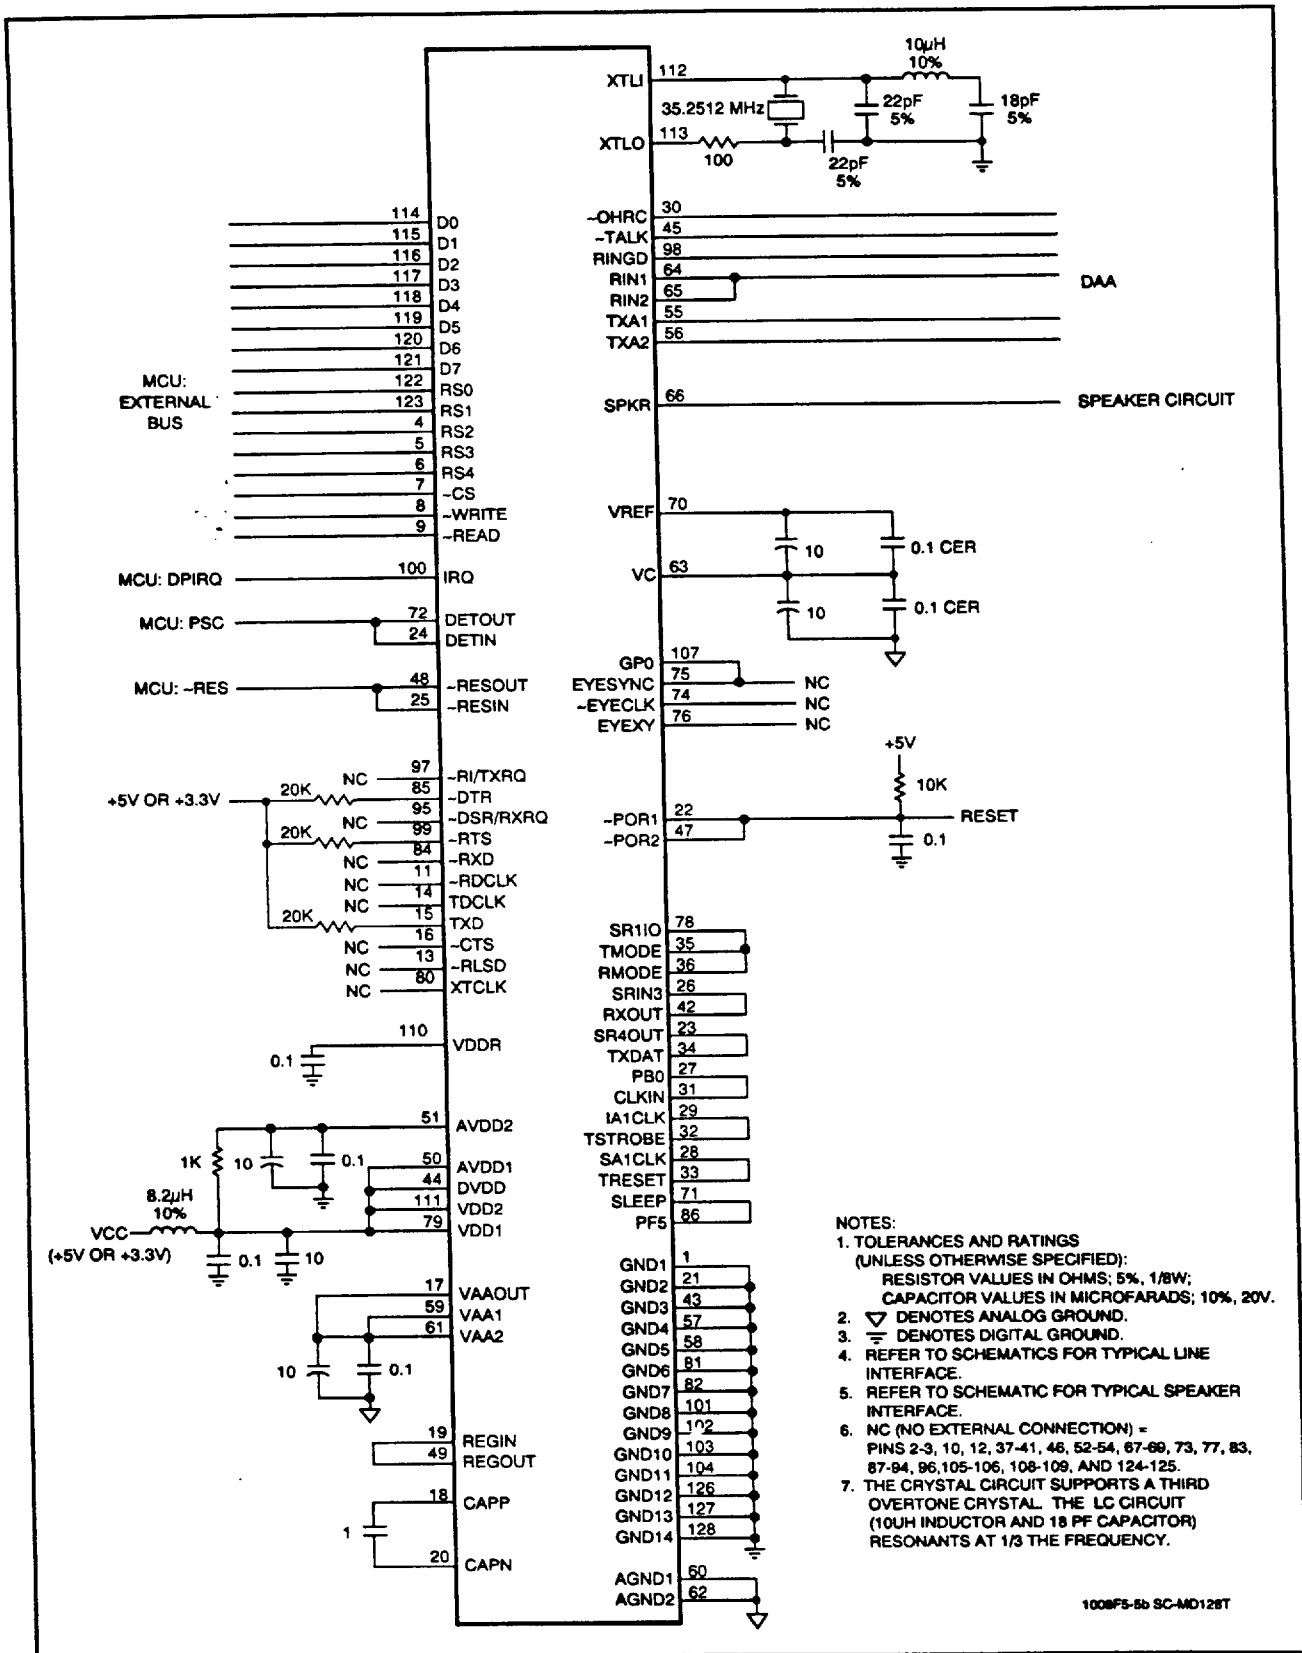 10µH
10%
XTLI 112
22pF
5%
18pF
5%
35.2512 MHz
XTLO 113
100
22pF
5%
114 D0
115 D1
116 D2
117 D3
118 D4
119 D5
120 D6
121 D7
122 RS0
123 RS1
4 RS2
5 RS3
6 RS4
7 ~CS
8 ~WRITE
9 ~READ
MCU:
EXTERNAL
BUS
MCU: DPIRQ 100 IRQ
MCU: PSC 72 DETOUT
24 DETIN
MCU: ~RES 48 ~RESOUT
25 ~RESIN
NC 97 ~RI/TXRQ
+5V OR +3.3V 20K 85 ~DTR
NC 95 ~DSR/RXRQ
20K 99 ~RTS
NC 84 ~RXD
NC 11 ~RDCLK
NC 14 TDCLK
20K 15 TXD
NC 16 ~CTS
NC 13 ~RLSD
NC 80 XTCLK
110 VDDR
0.1
51 AVDD2
1K 10 0.1
50 AVDD1
44 DVDD
111 VDD2
79 VDD1
8.2µH
10%
VCC
(+5V OR +3.3V)
0.1 10
17 VAAOUT
59 VAA1
61 VAA2
10 0.1
19 REGIN
49 REGOUT
18 CAPP
1
20 CAPN
~OHRC 30
~TALK 45
RINGD 98
RIN1 64
RIN2 65
TXA1 55
TXA2 56
DAA
SPKR 66 SPEAKER CIRCUIT
VREF 70
10 0.1 CER
VC 63
10 0.1 CER
GP0 107
EYESYNC 75 NC
~EYECLK 74 NC
EYEXY 76 NC
+5V
10K
~POR1 22 RESET
~POR2 47
0.1
SR1IO 78
TMODE 35
RMODE 36
SRIN3 26
RXOUT 42
SR4OUT 23
TXDAT 34
PB0 27
CLKIN 31
IA1CLK 29
TSTROBE 32
SA1CLK 28
TRESET 33
SLEEP 71
PF5 86
GND1 1
GND2 21
GND3 43
GND4 57
GND5 58
GND6 81
GND7 82
GND8 101
GND9 102
GND10 103
GND11 104
GND12 126
GND13 127
GND14 128
AGND1 60
AGND2 62
NOTES:
1. TOLERANCES AND RATINGS
(UNLESS OTHERWISE SPECIFIED):
RESISTOR VALUES IN OHMS; 5%, 1/8W;
CAPACITOR VALUES IN MICROFARADS; 10%, 20V.
2. ▽ DENOTES ANALOG GROUND.
3. ⏚ DENOTES DIGITAL GROUND.
4. REFER TO SCHEMATICS FOR TYPICAL LINE
INTERFACE.
5. REFER TO SCHEMATIC FOR TYPICAL SPEAKER
INTERFACE.
6. NC (NO EXTERNAL CONNECTION) =
PINS 2-3, 10, 12, 37-41, 46, 52-54, 67-69, 73, 77, 83,
87-94, 96,105-106, 108-109, AND 124-125.
7. THE CRYSTAL CIRCUIT SUPPORTS A THIRD
OVERTONE CRYSTAL. THE LC CIRCUIT
(10UH INDUCTOR AND 18 PF CAPACITOR)
RESONANTS AT 1/3 THE FREQUENCY.
1008F5-5b SC-MD128T